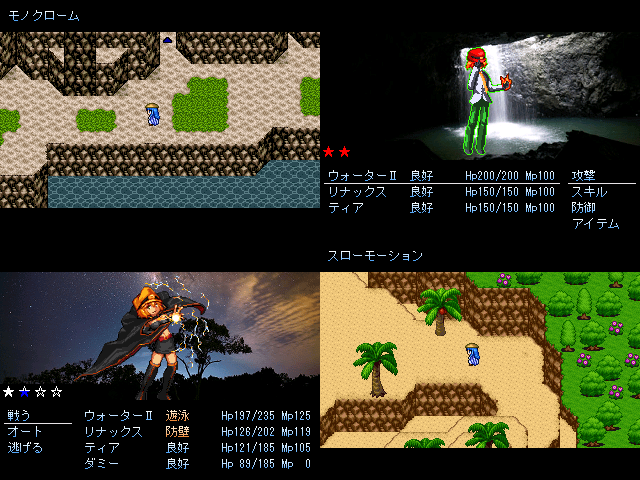 モノクローム
ウォーターⅡ 良好 Hp200/200 Mp100 攻撃
リナックス 良好 Hp150/150 Mp100 スキル
ティア 良好 Hp150/150 Mp100 防御
アイテム
スローモーション
戦う ウォーターⅡ 遊泳 Hp197/235 Mp125
オート リナックス 防壁 Hp126/202 Mp119
逃げる ティア 良好 Hp121/185 Mp105
ダミー 良好 Hp 89/185 Mp 0